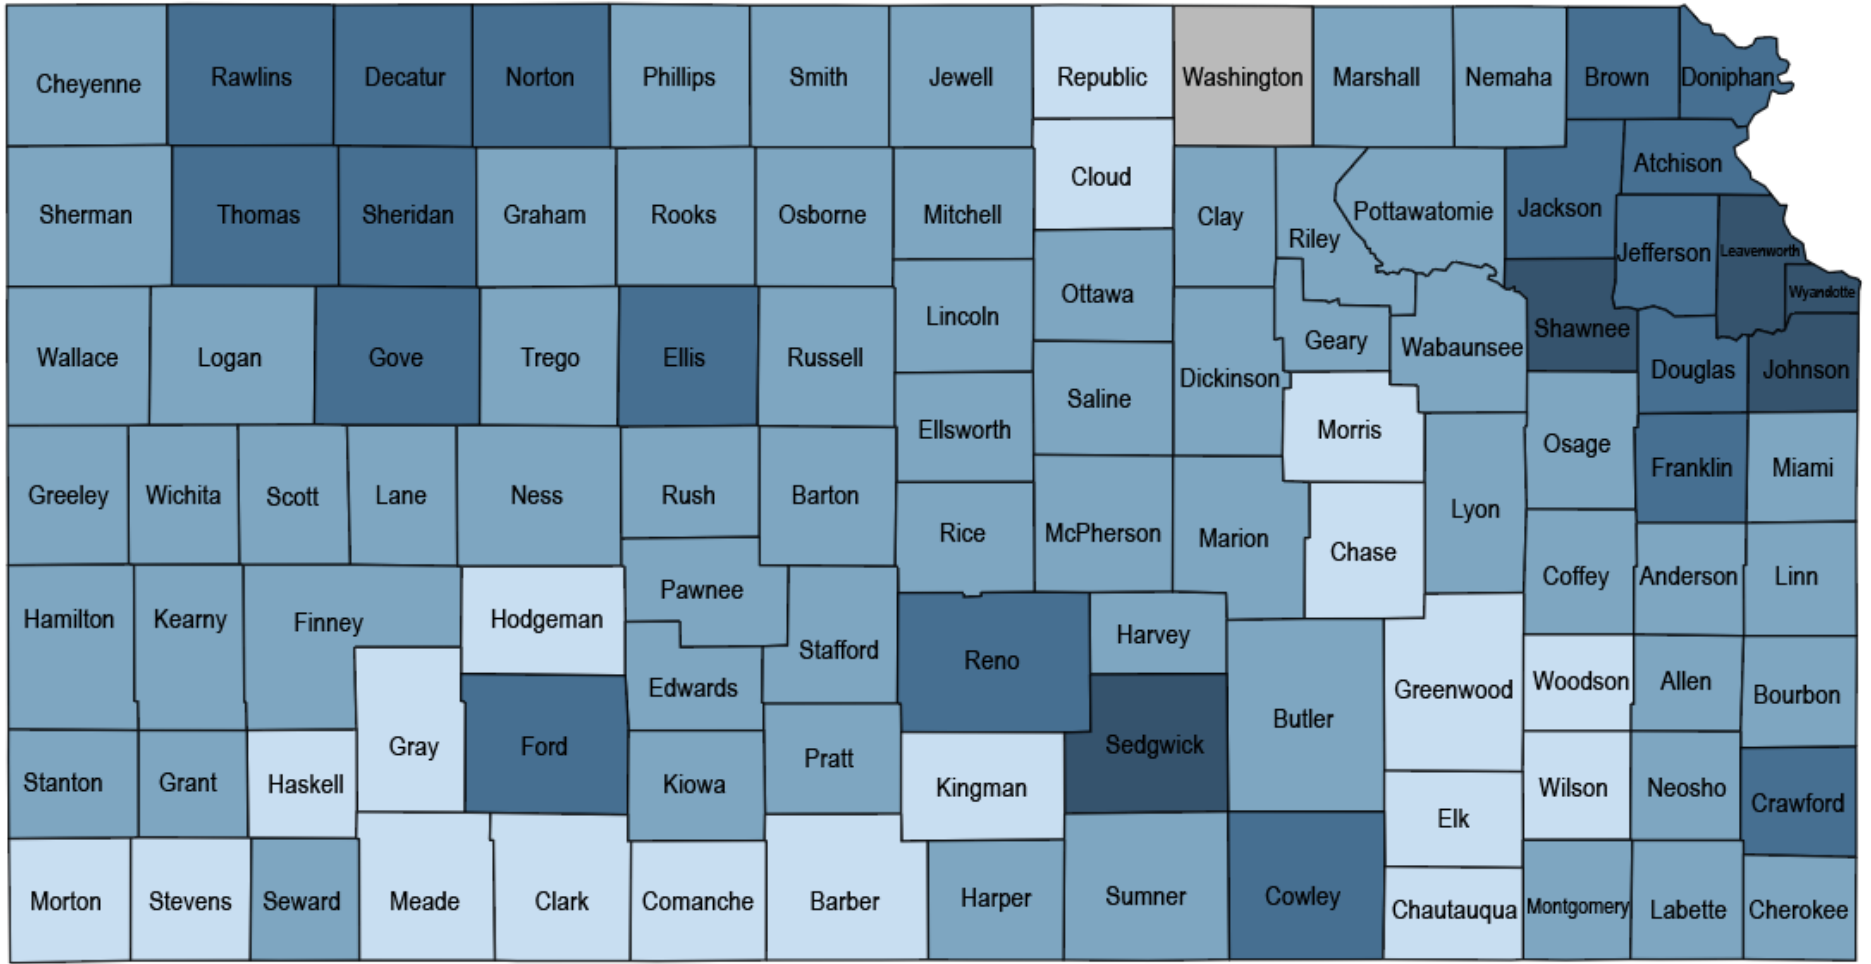 Cheyenne
Rawlins
Decatur
Norton
Phillips
Smith
Jewell
Republic
Washington
Marshall
Nemaha
Brown
Doniphan
Sherman
Thomas
Sheridan
Graham
Rooks
Osborne
Mitchell
Cloud
Clay
Riley
Pottawatomie
Jackson
Atchison
Jefferson
Leavenworth
Wyandotte
Wallace
Logan
Gove
Trego
Ellis
Russell
Lincoln
Ottawa
Geary
Wabaunsee
Shawnee
Douglas
Johnson
Ellsworth
Saline
Dickinson
Morris
Osage
Franklin
Miami
Greeley
Wichita
Scott
Lane
Ness
Rush
Barton
Rice
McPherson
Marion
Chase
Lyon
Coffey
Anderson
Linn
Hamilton
Kearny
Finney
Hodgeman
Pawnee
Stafford
Edwards
Reno
Harvey
Butler
Greenwood
Woodson
Allen
Bourbon
Stanton
Grant
Haskell
Gray
Ford
Kiowa
Pratt
Kingman
Sedgwick
Elk
Wilson
Neosho
Crawford
Morton
Stevens
Seward
Meade
Clark
Comanche
Barber
Harper
Sumner
Cowley
Chautauqua
Montgomery
Labette
Cherokee